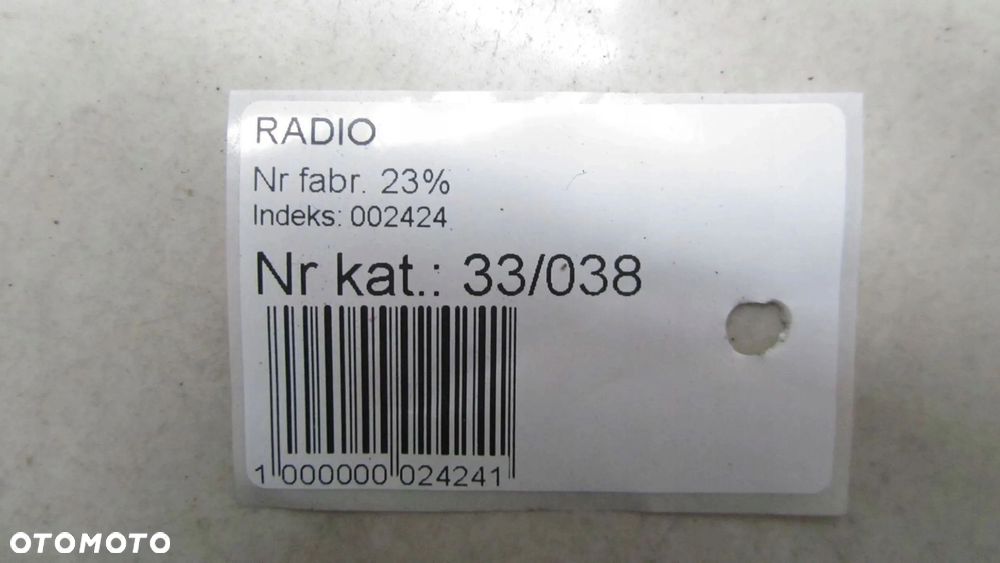 RADIO
Nr fabr. 23%
Indeks: 002424
Nr kat.: 33/038
1 000000 024241
OTOMOTO